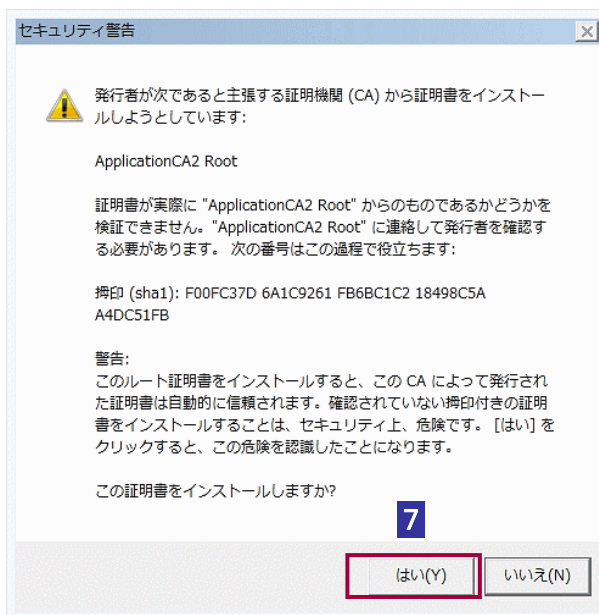 セキュリティ警告
発行者が次であると主張する証明機関 (CA) から証明書をインストー
ルしようとしています:
ApplicationCA2 Root
証明書が実際に "ApplicationCA2 Root" からのものであるかどうかを
検証できません。"ApplicationCA2 Root" に連絡して発行者を確認す
る必要があります。 次の番号はこの過程で役立ちます:
拇印 (sha1): F00FC37D 6A1C9261 FB6BC1C2 18498C5A
A4DC51FB
警告:
このルート証明書をインストールすると、この CA によって発行され
た証明書は自動的に信頼されます。確認されていない拇印付きの証明
書をインストールすることは、セキュリティ上、危険です。 [はい] を
クリックすると、この危険を認識したことになります。
この証明書をインストールしますか?
7
はい(Y) いいえ(N)